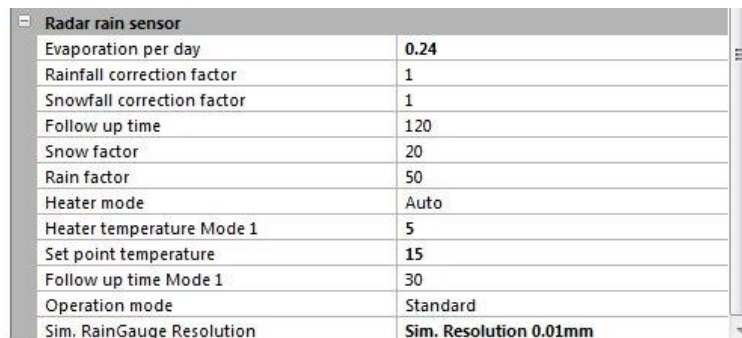 Radar rain sensor
Evaporation per day 0.24
Rainfall correction factor 1
Snowfall correction factor 1
Follow up time 120
Snow factor 20
Rain factor 50
Heater mode Auto
Heater temperature Mode 1 5
Set point temperature 15
Follow up time Mode 1 30
Operation mode Standard
Sim. RainGauge Resolution Sim. Resolution 0.01mm